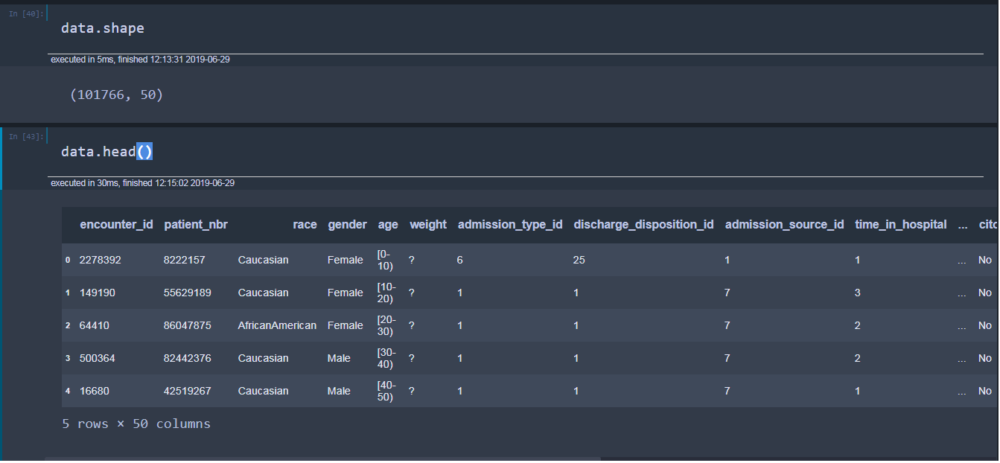 In [40]:
data.shape
executed in 5ms, finished 12:13:31 2019-06-29
(101766, 50)
In [43]:
data.head()
executed in 30ms, finished 12:15:02 2019-06-29
encounter_id patient_nbr race gender age weight admission_type_id discharge_disposition_id admission_source_id time_in_hospital ...
0 2278392 8222157 Caucasian Female [0-10) ? 6 25 1 1 ... No
1 149190 55629189 Caucasian Female [10-20) ? 1 1 7 3 ... No
2 64410 86047875 AfricanAmerican Female [20-30) ? 1 1 7 2 ... No
3 500364 82442376 Caucasian Male [30-40) ? 1 1 7 2 ... No
4 16680 42519267 Caucasian Male [40-50) ? 1 1 7 1 ... No
5 rows × 50 columns